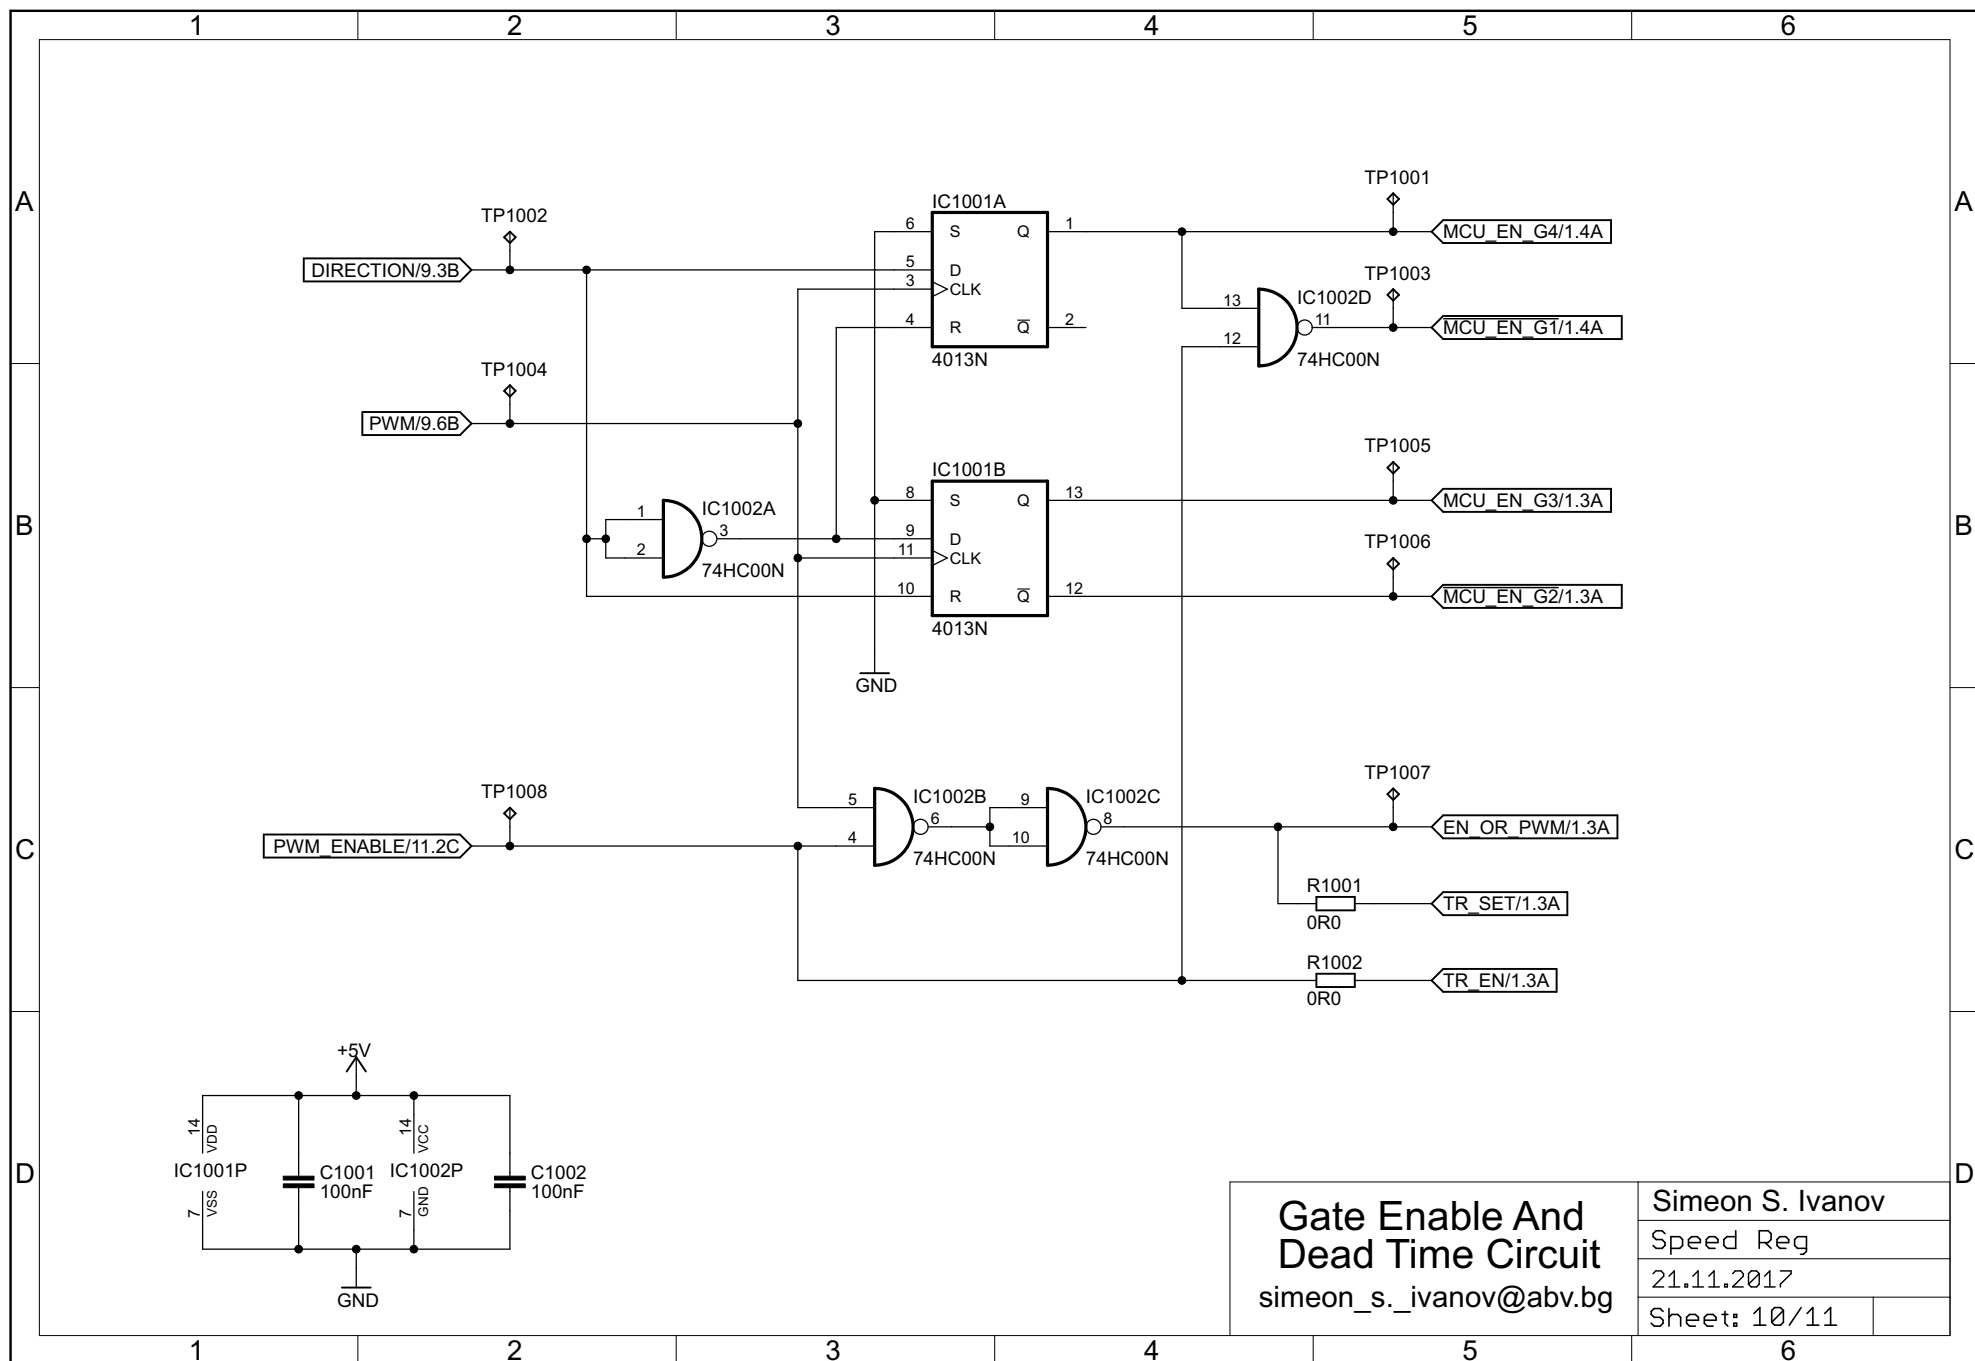 1 2 3 4 5 6
A A
TP1002
DIRECTION/9.3B
IC1001A
6 S Q 1
5 D
3 CLK
4 R Q 2
4013N
TP1001
MCU_EN_G4/1.4A
TP1003
13 IC1002D
11 MCU_EN_G1/1.4A
12
74HC00N
TP1004
PWM/9.6B
B B
IC1002A
1
3
2
74HC00N
IC1001B
8 S Q 13
9 D
11 CLK
10 R Q 12
4013N
GND
TP1005
MCU_EN_G3/1.3A
TP1006
MCU_EN_G2/1.3A
C C
TP1008
PWM_ENABLE/11.2C
5 IC1002B
6
4
74HC00N
9 IC1002C
8
10
74HC00N
TP1007
EN_OR_PWM/1.3A
R1001
TR_SET/1.3A
0R0
R1002
TR_EN/1.3A
0R0
D D
+5V
14 VDD
IC1001P
7 VSS
C1001
100nF
14 VCC
IC1002P
7 GND
C1002
100nF
GND
Gate Enable And
Dead Time Circuit
simeon_s._ivanov@abv.bg
Simeon S. Ivanov
Speed Reg
21.11.2017
Sheet: 10/11
1 2 3 4 5 6